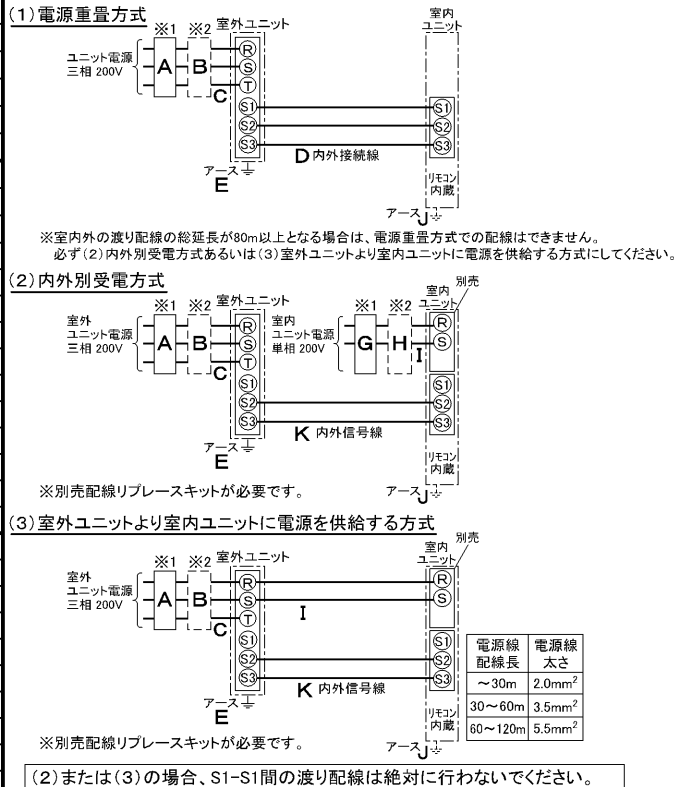 (1)電源重畳方式
※1 ※2 室外ユニット
室内
ユニット
ユニット電源
三相 200V
A B
C
R
S
T
S1
S2
S3
S1
S2
S3
D 内外接続線
アース
E
リモコン
内蔵
アース J
※室内外の渡り配線の総延長が80m以上となる場合は、電源重畳方式での配線はできません。
必ず(2)内外別受電方式あるいは(3)室外ユニットより室内ユニットに電源を供給する方式にしてください。
(2)内外別受電方式
※1 ※2 室外ユニット
※1 ※2
室内
ユニット
別売
室外
ユニット電源
三相 200V
A B
C
R
S
T
S1
S2
S3
室内
ユニット電源
単相 200V
G H
I
R
S
S1
S2
S3
K 内外信号線
アース
E
リモコン
内蔵
※別売配線リプレースキットが必要です。
アース J
(3)室外ユニットより室内ユニットに電源を供給する方式
※1 ※2 室外ユニット
室内
ユニット
別売
室外
ユニット電源
三相 200V
A B
C
R
S
T
S1
S2
S3
I
R
S
S1
S2
S3
K 内外信号線
アース
E
リモコン
内蔵
※別売配線リプレースキットが必要です。
アース J
電源線
配線長
電源線
太さ
~30m 2.0mm²
30~60m 3.5mm²
60~120m 5.5mm²
(2)または(3)の場合、S1-S1間の渡り配線は絶対に行わないでください。